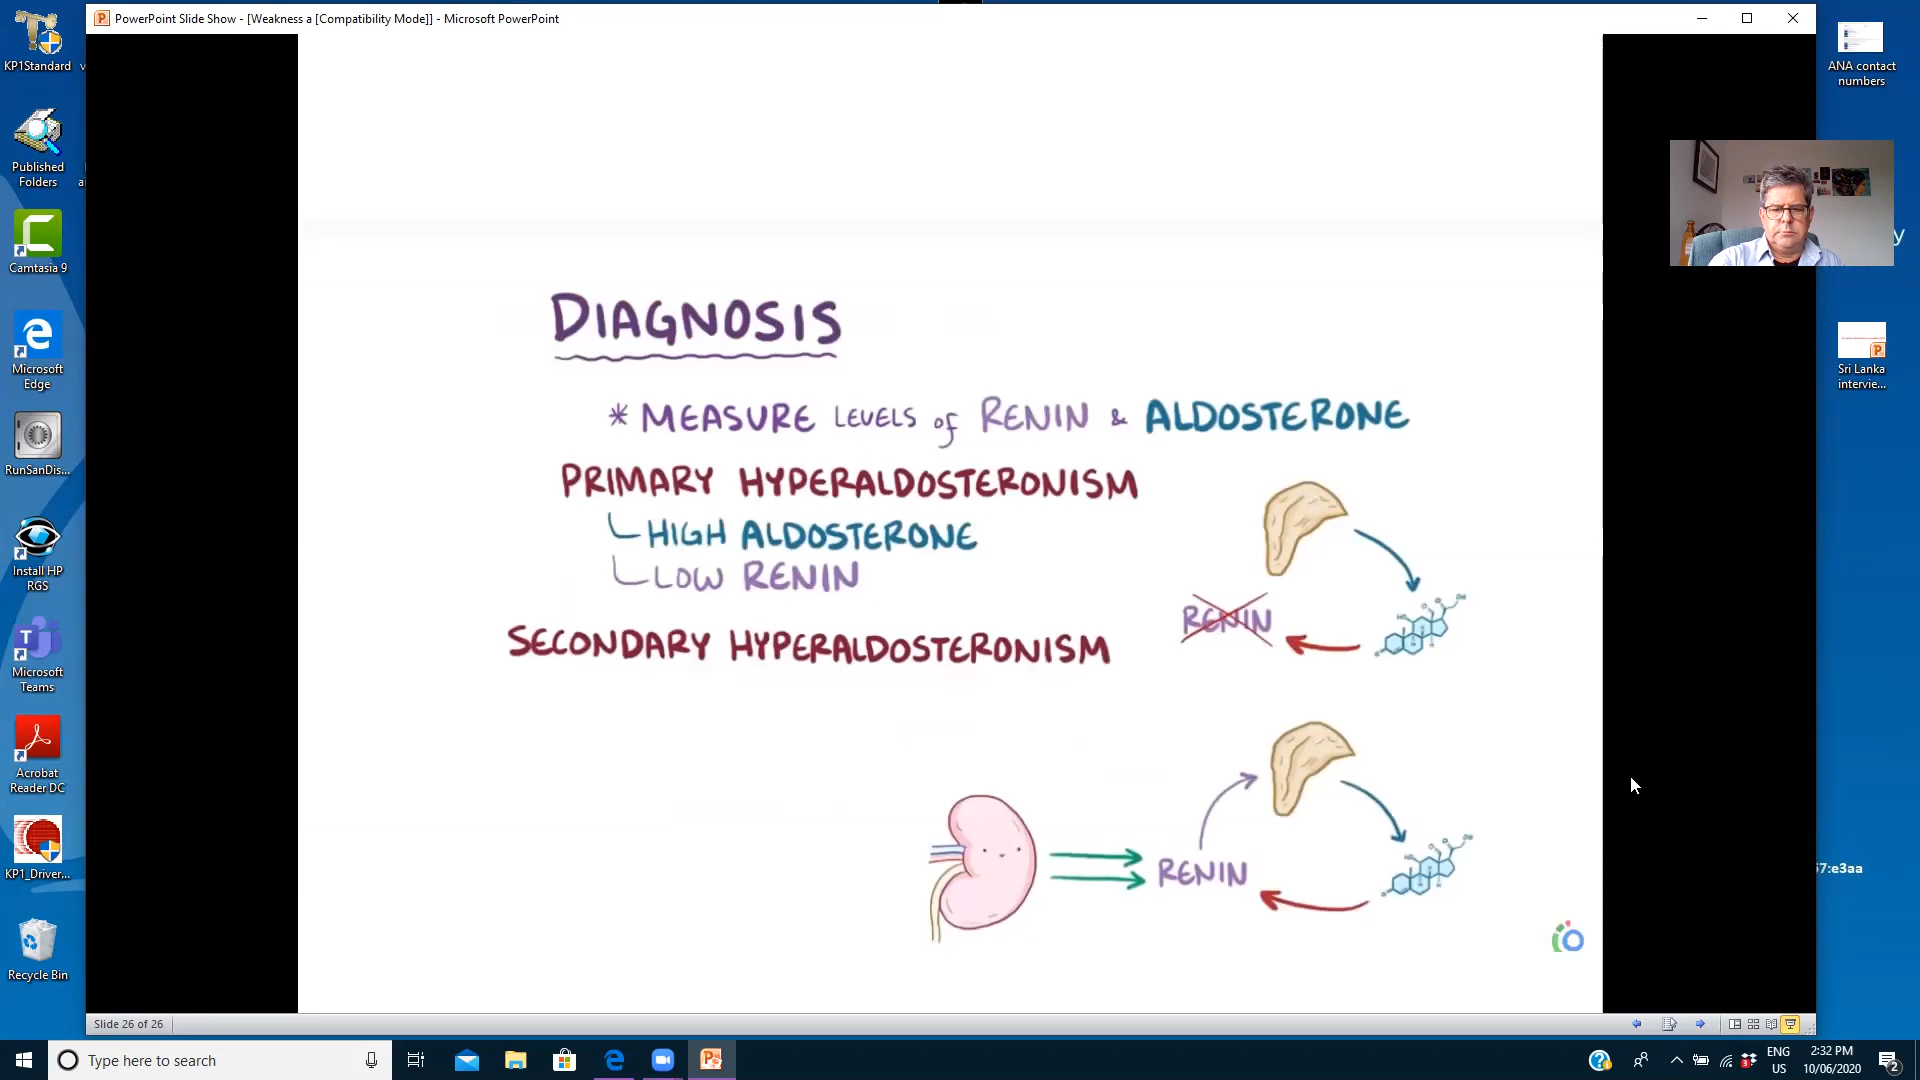 PowerPoint Slide Show - [Weakness a [Compatibility Mode]] - Microsoft PowerPoint
KP1Standard
Published
Folders
Camtasia 9
Microsoft
Edge
RunSanDis...
Install HP
RGS
Microsoft
Teams
Acrobat
Reader DC
KP1_Driver...
Recycle Bin
DIAGNOSIS
* MEASURE LEVELS of RENIN & ALDOSTERONE
PRIMARY HYPERALDOSTERONISM
HIGH ALDOSTERONE
LOW RENIN
RENIN
SECONDARY HYPERALDOSTERONISM
RENIN
ANA contact
numbers
y
Sri Lanka
intervie...
57:e3aa
Slide 26 of 26
Type here to search
ENG
US
2:32 PM
10/06/2020
2